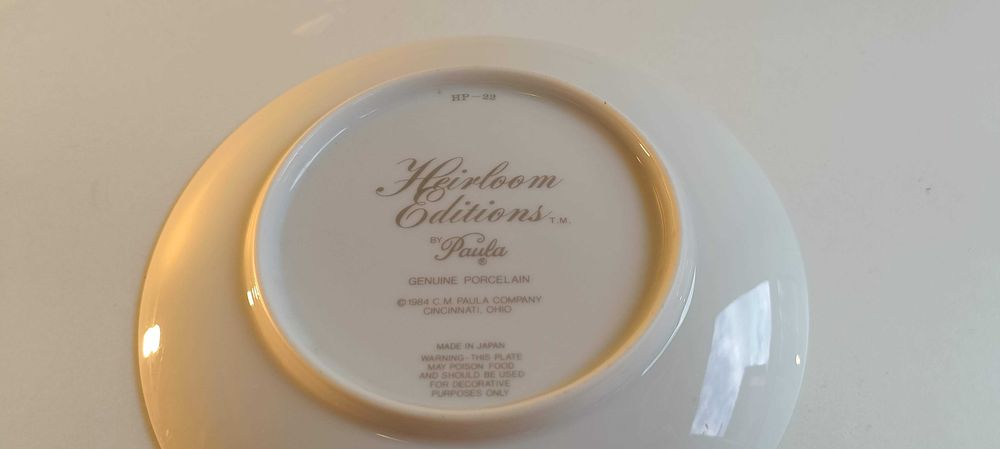 HP-22
Heirloom
Editions T.M.
BY Paula ®
GENUINE PORCELAIN
©1984 C.M. PAULA COMPANY
CINCINNATI, OHIO
MADE IN JAPAN
WARNING-THIS PLATE
MAY POISON FOOD
AND SHOULD BE USED
FOR DECORATIVE
PURPOSES ONLY